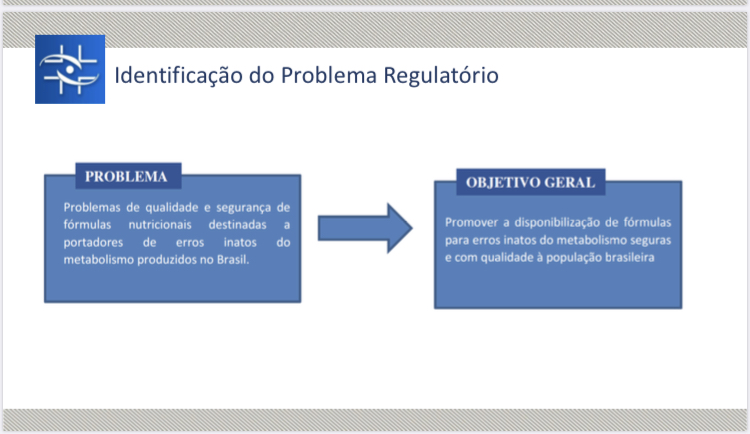 Identificação do Problema Regulatório
PROBLEMA
Problemas de qualidade e segurança de
fórmulas nutricionais destinadas a
portadores de erros inatos do
metabolismo produzidos no Brasil.
OBJETIVO GERAL
Promover a disponibilização de fórmulas
para erros inatos do metabolismo seguras
e com qualidade à população brasileira